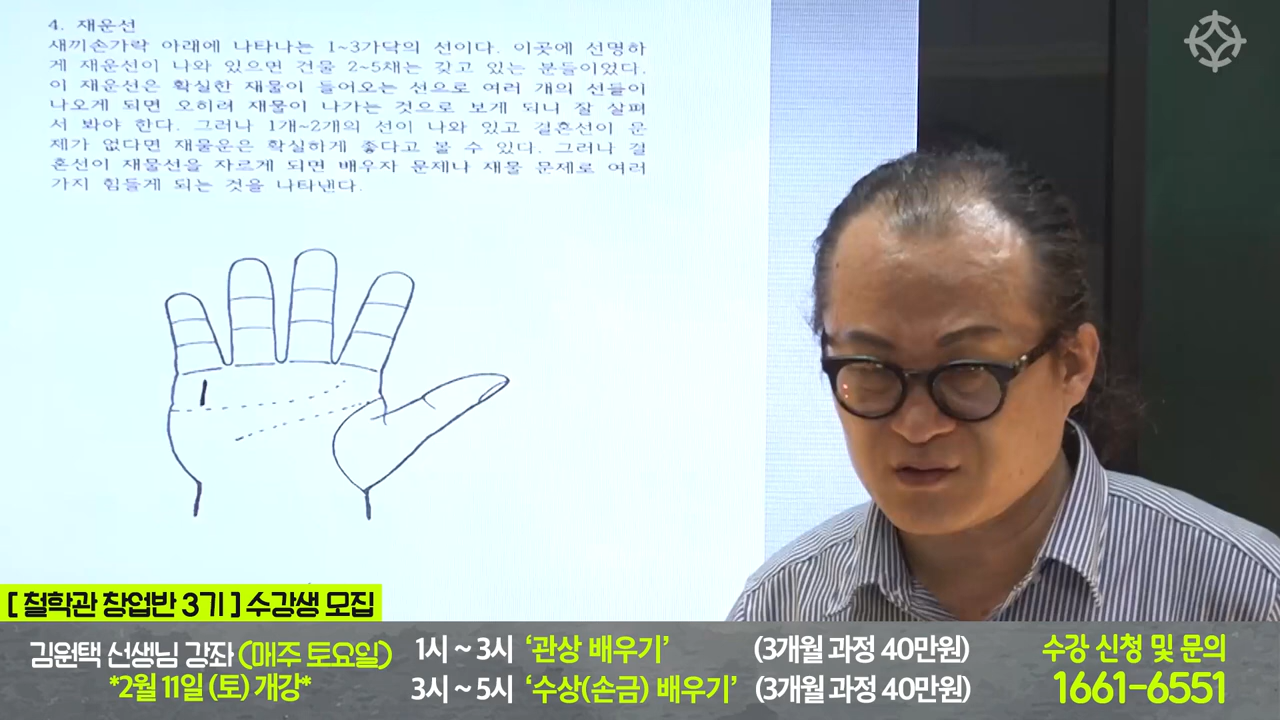 4. 재운선
새끼손가락 아래에 나타나는 1~3가닥의 선이다. 이곳에 선명하
게 재운선이 나와 있으면 건물 2~5채는 갖고 있는 분들이었다.
이 재운선은 확실한 재물이 들어오는 선으로 여러 개의 선들이
나오게 되면 오히려 재물이 나가는 것으로 보게 되니 잘 살펴
서 봐야 한다. 그러나 1개~2개의 선이 나와 있고 결혼선이 문
제가 없다면 재물운은 확실하게 좋다고 볼 수 있다. 그러나 결
혼선이 재물선을 자르게 되면 배우자 문제나 재물 문제로 여러
가지 힘들게 되는 것을 나타낸다.
[ 철학관 창업반 3기 ] 수강생 모집
김원택 선생님 강좌 (매주 토요일)
*2월 11일 (토) 개강*
1시 ~ 3시 ‘관상 배우기’ (3개월 과정 40만원)
3시 ~ 5시 ‘수상(손금) 배우기’ (3개월 과정 40만원)
수강 신청 및 문의
1661-6551